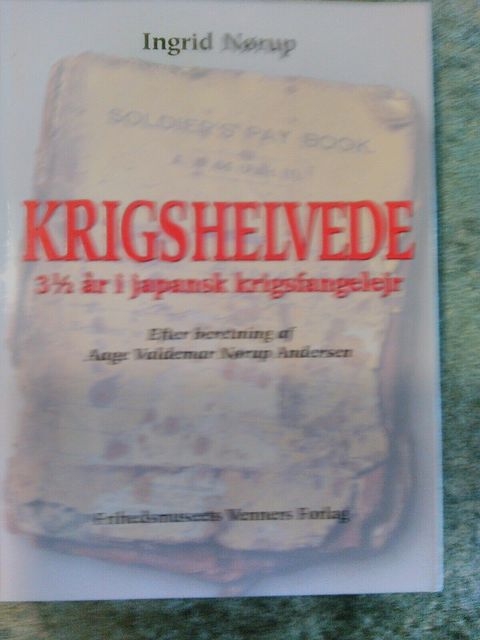 Ingrid Nørup
SOLDIER'S PAY BOOK
KRIGSHELVEDE
3½ år i japansk krigsfangelejr
Efter beretning af
Aage Valdemar Nørup Andersen
Frihedsmuseets Venners Forlag